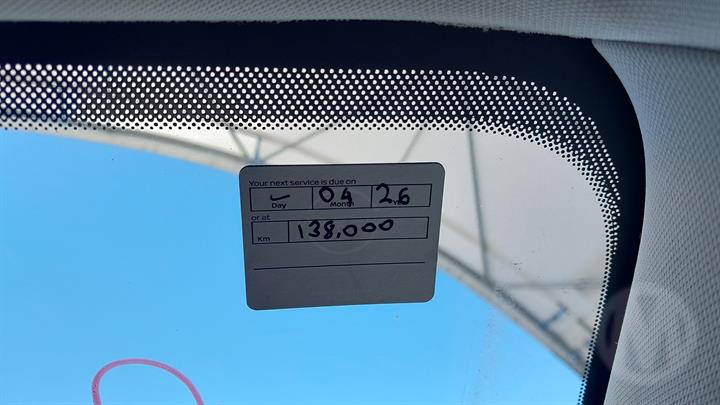 Your next service is due on
- 04 26
Day Month Year
or at
Km 138,000